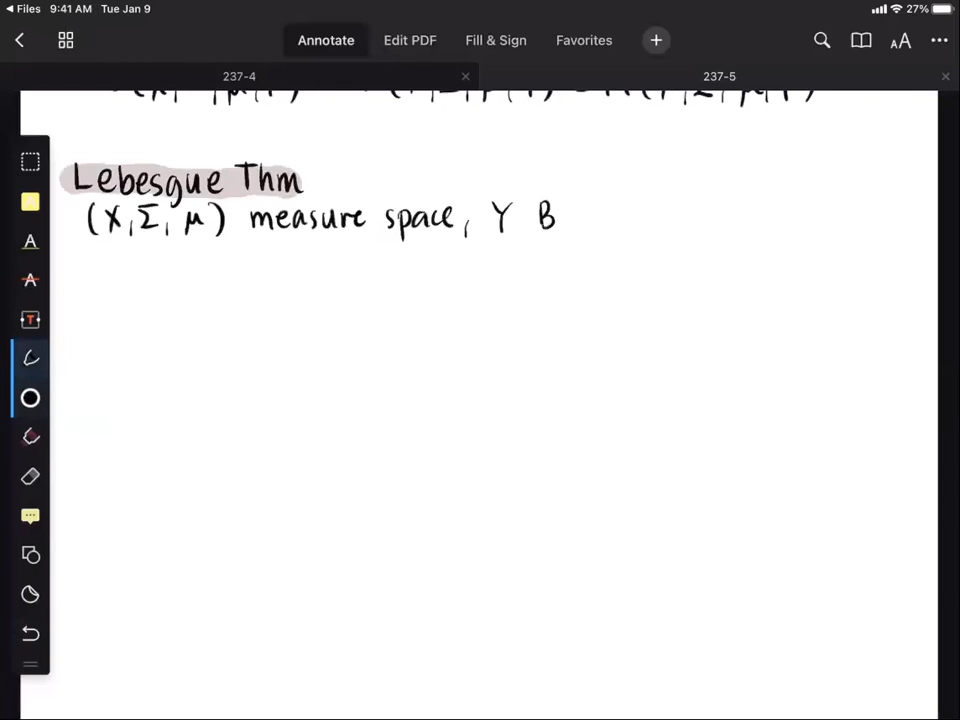 Files 9:41 AM Tue Jan 9 27%
Annotate Edit PDF Fill & Sign Favorites AA
237-4 237-5
Lebesgue Thm
(X, Σ, μ) measure space, Y B